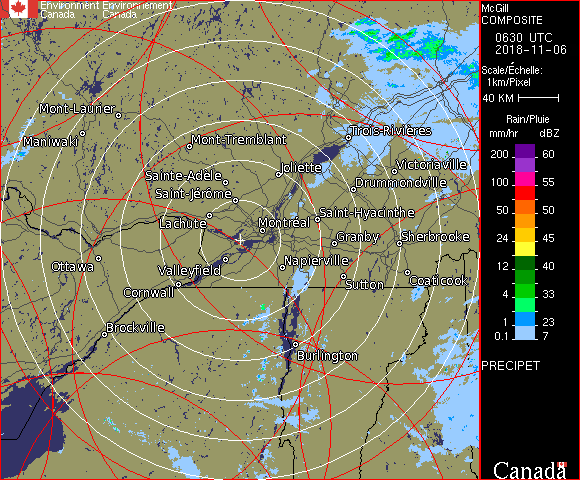 Environment Environnement
Canada Canada
McGill
COMPOSITE
0630 UTC
2018-11-06
Scale/Échelle:
1km/Pixel
40 KM
Rain/Pluie
mm/hr dBZ
200 60
150 57
100 55
50 50
24 45
12 40
4 33
1 23
0.1 7
PRECIPET
Canada
Mont-Laurier
Maniwaki
Trois-Rivières
Mont-Tremblant
Victoriaville
Joliette
Sainte-Adèle
Drummondville
Saint-Jérôme
Saint-Hyacinthe
Lachute
Montréal
Granby
Sherbrooke
Ottawa
Valleyfield
Napierville
Cornwall
Sutton
Coaticook
Brockville
Burlington